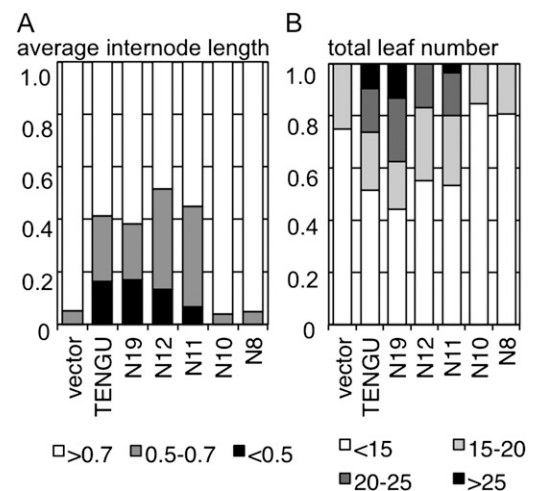 A
average internode length
1.0
0.8
0.6
0.4
0.2
0
vector
TENGU
N19
N12
N11
N10
N8
>0.7
0.5-0.7
<0.5
B
total leaf number
1.0
0.8
0.6
0.4
0.2
0
vector
TENGU
N19
N12
N11
N10
N8
<15
15-20
20-25
>25